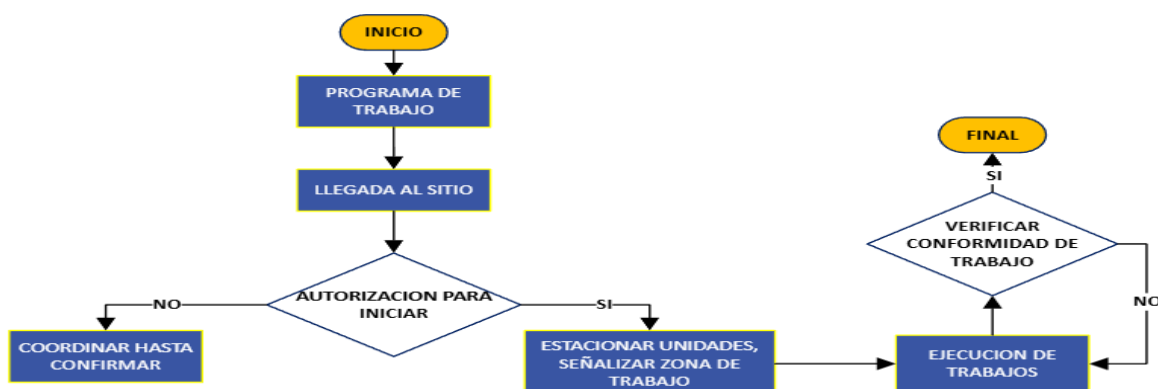 INICIO
PROGRAMA DE
TRABAJO
LLEGADA AL SITIO
AUTORIZACION PARA
INICIAR
NO
COORDINAR HASTA
CONFIRMAR
SI
ESTACIONAR UNIDADES,
SEÑALIZAR ZONA DE
TRABAJO
EJECUCION DE
TRABAJOS
VERIFICAR
CONFORMIDAD DE
TRABAJO
NO
SI
FINAL